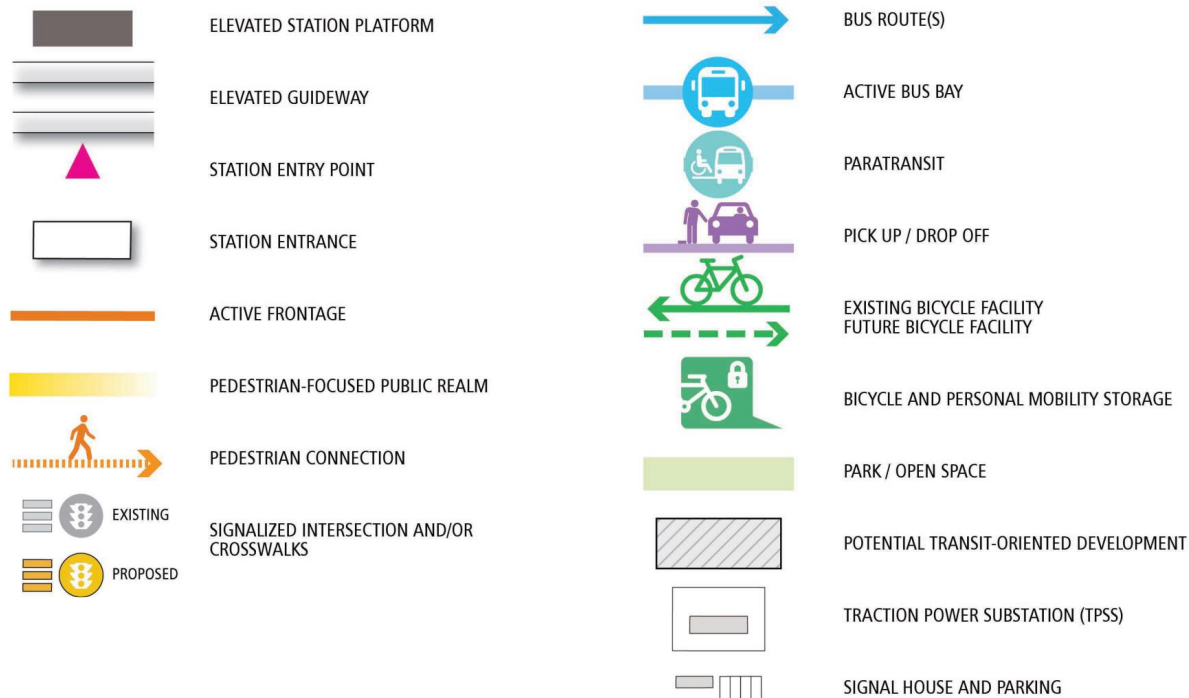 ELEVATED STATION PLATFORM
ELEVATED GUIDEWAY
STATION ENTRY POINT
STATION ENTRANCE
ACTIVE FRONTAGE
PEDESTRIAN-FOCUSED PUBLIC REALM
PEDESTRIAN CONNECTION
EXISTING
PROPOSED
SIGNALIZED INTERSECTION AND/OR
CROSSWALKS
BUS ROUTE(S)
ACTIVE BUS BAY
PARATRANSIT
PICK UP / DROP OFF
EXISTING BICYCLE FACILITY
FUTURE BICYCLE FACILITY
BICYCLE AND PERSONAL MOBILITY STORAGE
PARK / OPEN SPACE
POTENTIAL TRANSIT-ORIENTED DEVELOPMENT
TRACTION POWER SUBSTATION (TPSS)
SIGNAL HOUSE AND PARKING